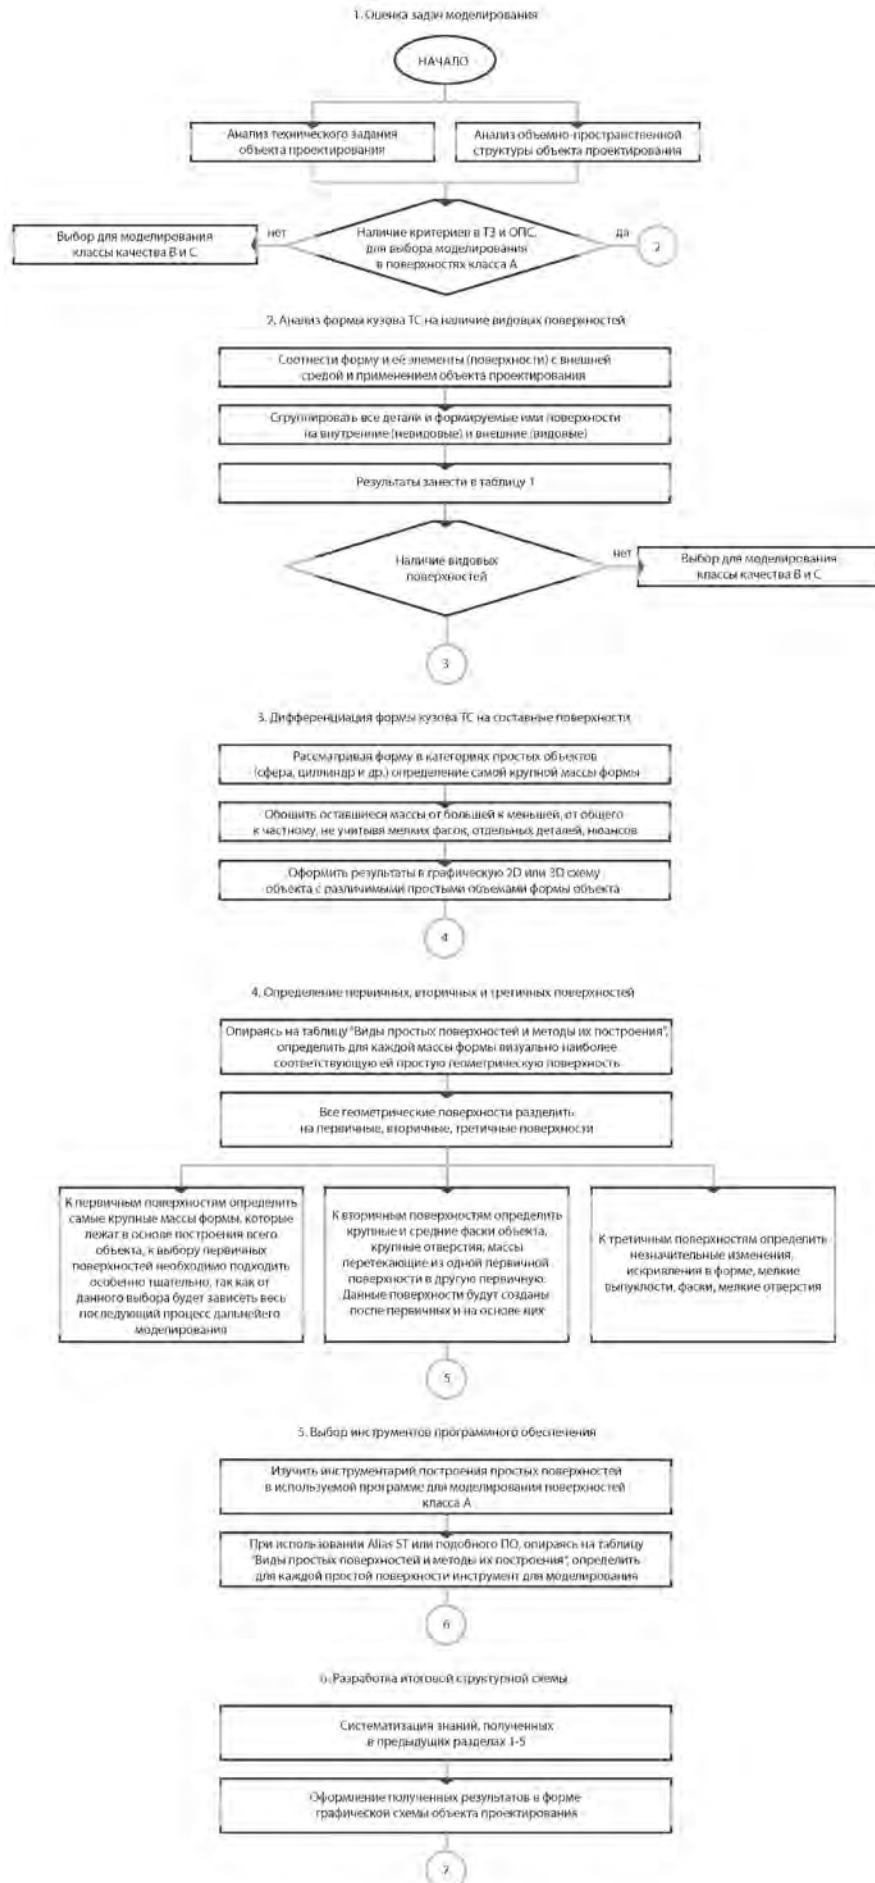 1. Оценка задач моделирования
НАЧАЛО
Анализ технического задания
объекта проектирования
Анализ объемно-пространственной
структуры объекта проектирования
Наличие критериев в ТЗ и ОПС,
для выбора моделирования
в поверхностях класса А
нет
Выбор для моделирования
классы качества В и С
да
2
2. Анализ формы кузова ТС на наличие видовых поверхностей
Соотнести форму и её элементы (поверхности) с внешней
средой и применением объекта проектирования
Сгруппировать все детали и формируемые ими поверхности
на внутренние (невидовые) и внешние (видовые)
Результаты занести в таблицу 1
Наличие видовых
поверхностей
нет
Выбор для моделирования
классы качества В и С
3
3. Дифференциация формы кузова ТС на составные поверхности
Рассматривая форму в категориях простых объектов
(сфера, циллиндр и др.) определение самой крупной массы формы
Обощить оставшиеся массы от большей к меньшей, от общего
к частному, не учитывя мелких фасок, отдельных деталей, нюансов
Оформить результаты в графическую 2D или 3D схему
объекта с различимыми простыми объемами формы объекта
4
4. Определение первичных, вторичных и третичных поверхностей
Опираясь на таблицу "Виды простых поверхностей и методы их построения",
определить для каждой массы формы визуально наиболее
соответствующую ей простую геометрическую поверхность
Все геометрические поверхности разделить
на первичные, вторичные, третичные поверхности
К первичным поверхностям определить
самые крупные массы формы, которые
лежат в основе построения всего
объекта, к выбору первичных
поверхностей необходимо подходить
особенно тщательно, так как от
данного выбора будет зависеть весь
последующий процесс дальнейего
моделирования
К вторичным поверхностям определить
крупные и средние фаски объекта,
крупные отверстия, массы
перетекающие из одной первичной
поверхности в другую первичную.
Данные поверхности будут созданы
после первичных и на основе них
К третичным поверхностям определить
незначительные изменения,
искривления в форме, мелкие
выпуклости, фаски, мелкие отверстия
5
5. Выбор инструментов программного обеспечения
Изучить инструментарий построения простых поверхностей
в используемой программе для моделирования поверхностей
класса А
При использовании Alias ST или подобного ПО, опираясь на таблицу
"Виды простых поверхностей и методы их построения", определить
для каждой простой поверхности инструмент для моделирования
6
6. Разработка итоговой структурной схемы
Систематизация знаний, полученных
в предыдущих разделах 1-5
Оформление полученных результатов в форме
графической схемы объекта проектирования
7